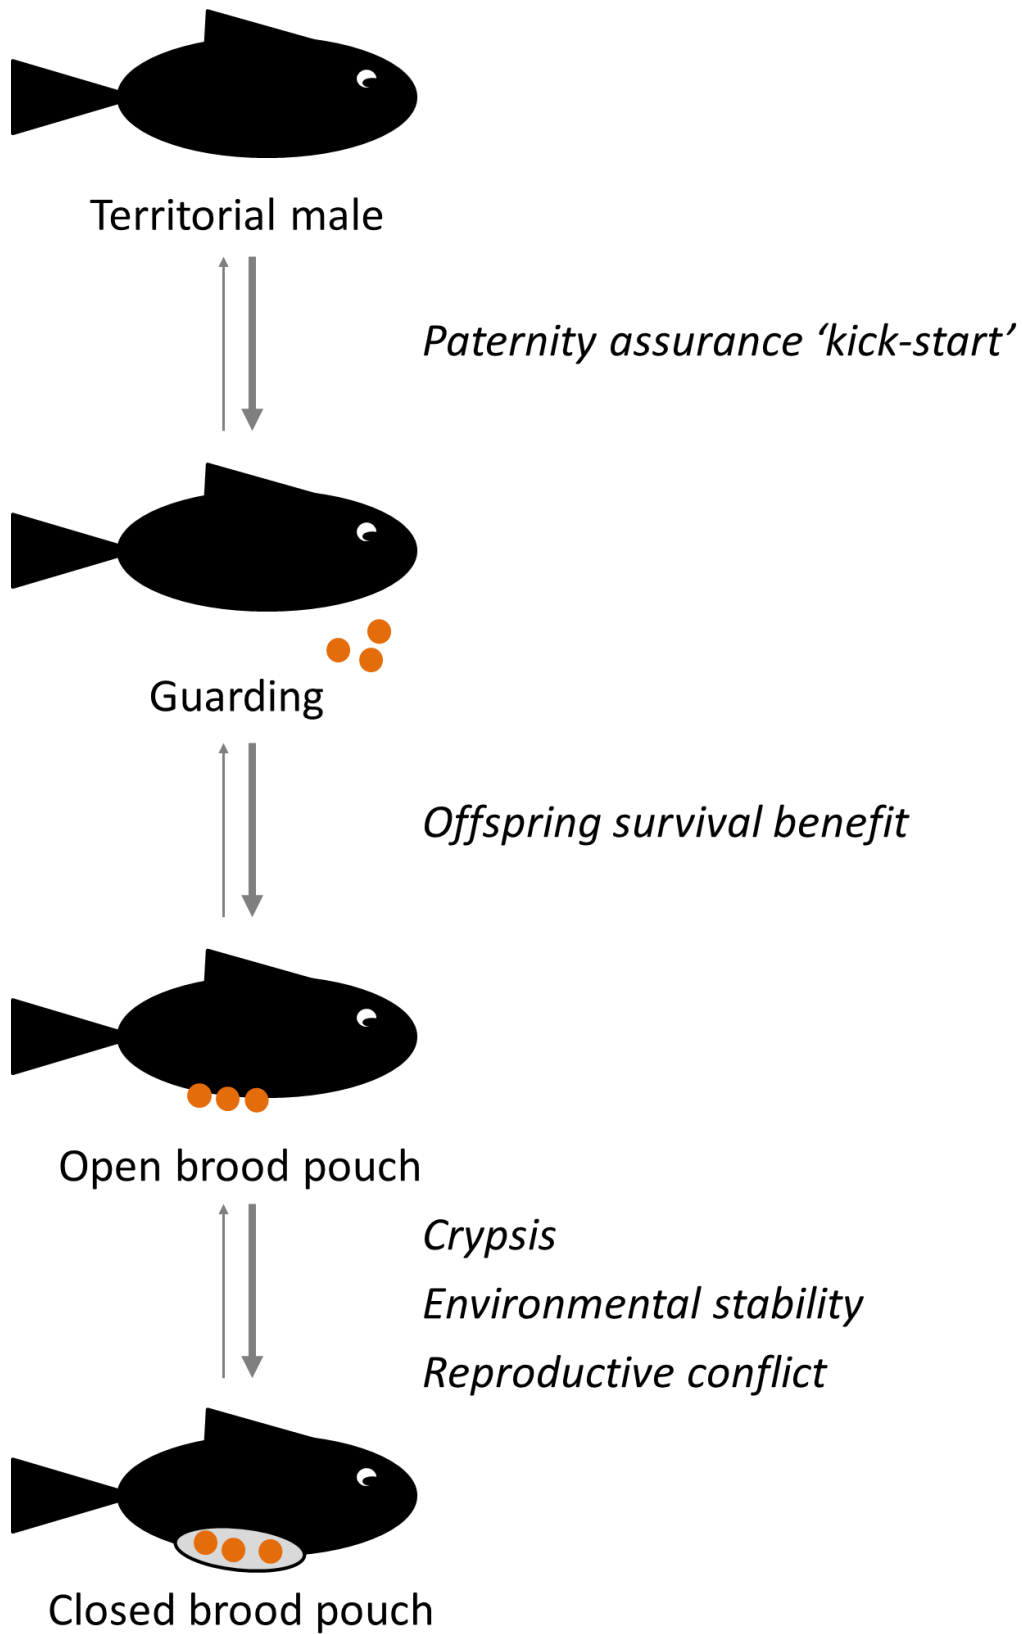 Territorial male
Paternity assurance ‘kick-start’
Guarding
Offspring survival benefit
Open brood pouch
Crypsis
Environmental stability
Reproductive conflict
Closed brood pouch